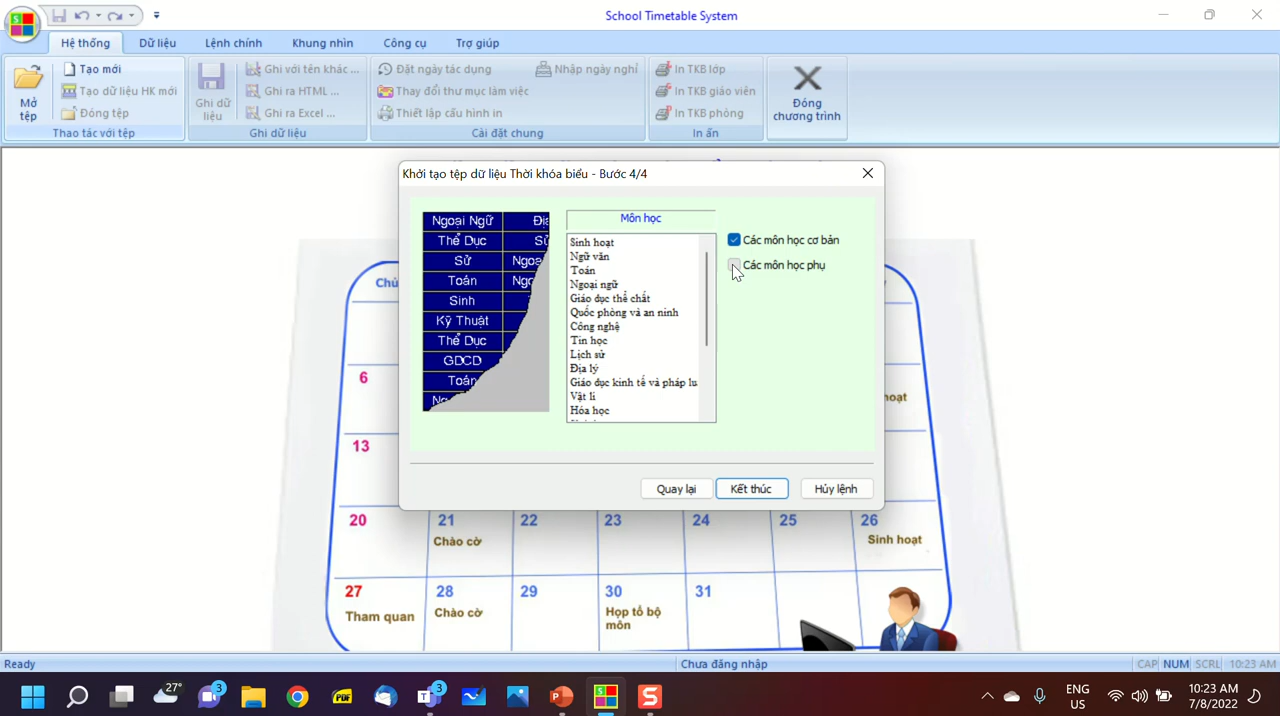 School Timetable System
Hệ thống
Dữ liệu
Lệnh chính
Khung nhìn
Công cụ
Trợ giúp
Mở tệp
Tạo mới
Tạo dữ liệu HK mới
Đóng tệp
Thao tác với tệp
Ghi dữ liệu
Ghi với tên khác ...
Ghi ra HTML ...
Ghi ra Excel ...
Ghi dữ liệu
Đặt ngày tác dụng
Nhập ngày nghỉ
Thay đổi thư mục làm việc
Thiết lập cấu hình in
Cài đặt chung
In TKB lớp
In TKB giáo viên
In TKB phòng
In ấn
Đóng chương trình
Khởi tạo tệp dữ liệu Thời khóa biểu - Bước 4/4
Ngoại Ngữ
Thể Dục
Sử
Toán
Sinh
Kỹ Thuật
Thể Dục
GDCD
Môn học
Sinh hoạt
Ngữ văn
Toán
Ngoại ngữ
Giáo dục thể chất
Quốc phòng và an ninh
Công nghệ
Tin học
Lịch sử
Địa lý
Giáo dục kinh tế và pháp lu
Vật lí
Hóa học
Các môn học cơ bản
Các môn học phụ
Quay lại
Kết thúc
Hủy lệnh
6
13
20
21
22
23
24
25
26
Chào cờ
Sinh hoạt
27
28
29
30
31
Tham quan
Chào cờ
Họp tổ bộ
môn
Ready
Chưa đăng nhập
CAP NUM SCRL 10:23 AM
27°
3
PDF
3
ENG
US
10:23 AM
7/8/2022